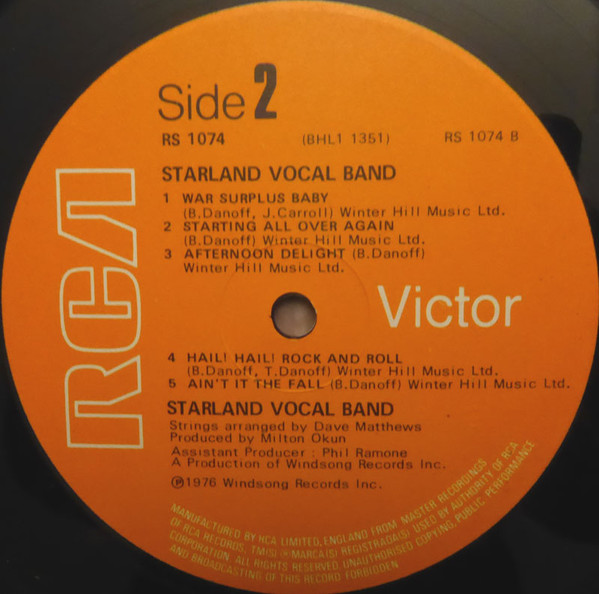 Side 2
RS 1074 (BHL1 1351) RS 1074 B
STARLAND VOCAL BAND
1 WAR SURPLUS BABY
(B.Danoff, J.Carroll) Winter Hill Music Ltd.
2 STARTING ALL OVER AGAIN
(B.Danoff) Winter Hill Music Ltd.
3 AFTERNOON DELIGHT (B.Danoff)
Winter Hill Music Ltd.
RCA
Victor
4 HAIL! HAIL! ROCK AND ROLL
(B.Danoff, T.Danoff) Winter Hill Music Ltd.
5 AIN'T IT THE FALL (B.Danoff) Winter Hill Music Ltd.
STARLAND VOCAL BAND
Strings arranged by Dave Matthews
Produced by Milton Okun
Assistant Producer : Phil Ramone
A Production of Windsong Records Inc.
℗1976 Windsong Records Inc.
MANUFACTURED BY RCA LIMITED, ENGLAND FROM MASTER RECORDINGS
OF RCA RECORDS, TM(S) ® MARCA(S) REGISTRADA(S) USED BY AUTHORITY OF RCA
CORPORATION. ALL RIGHTS RESERVED. UNAUTHORISED COPYING, PUBLIC PERFORMANCE
AND BROADCASTING OF THIS RECORD FORBIDDEN